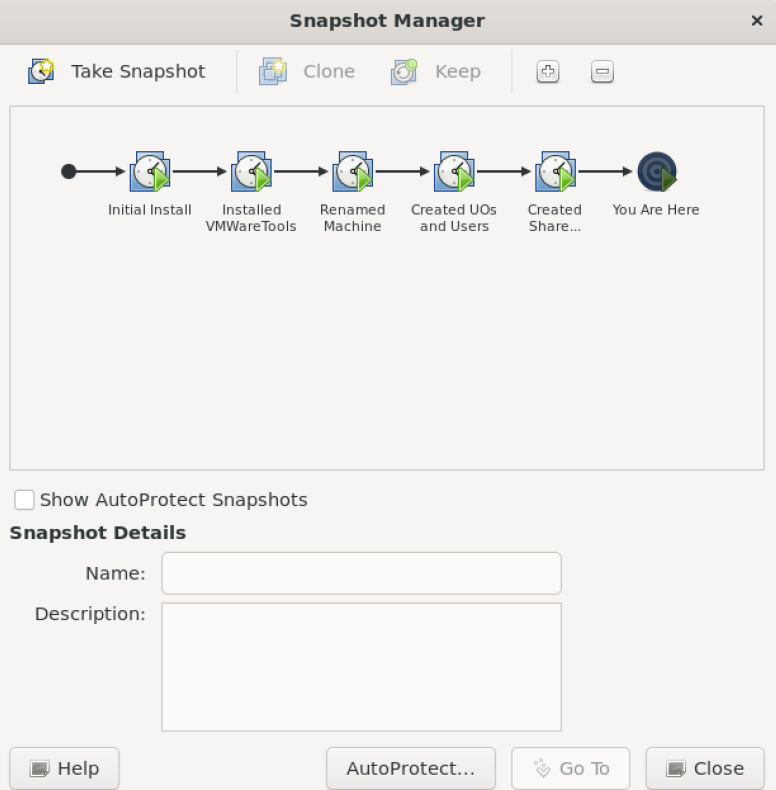 Snapshot Manager
Take Snapshot
Clone
Keep
Initial Install
Installed
VMWareTools
Renamed
Machine
Created UOs
and Users
Created
Share...
You Are Here
Show AutoProtect Snapshots
Snapshot Details
Name:
Description:
Help
AutoProtect...
Go To
Close